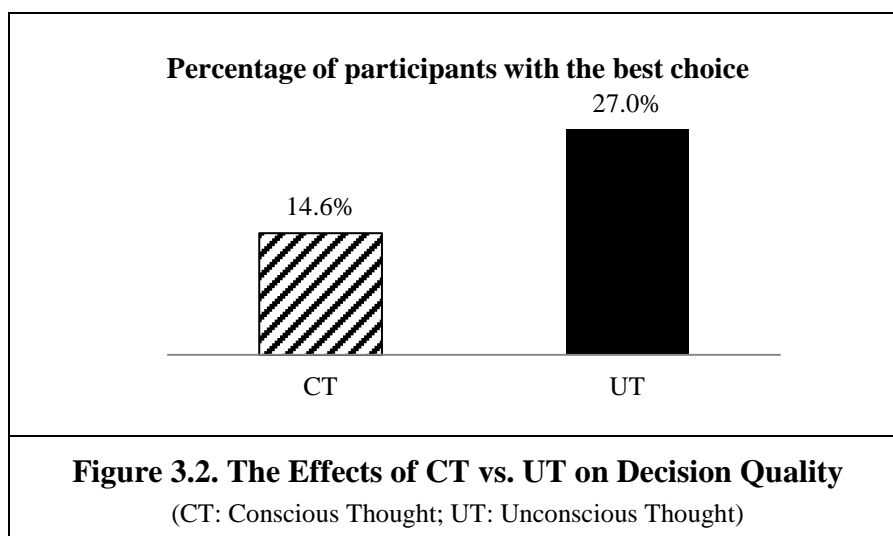 Percentage of participants with the best choice
27.0%
14.6%
CT
UT
Figure 3.2. The Effects of CT vs. UT on Decision Quality
(CT: Conscious Thought; UT: Unconscious Thought)